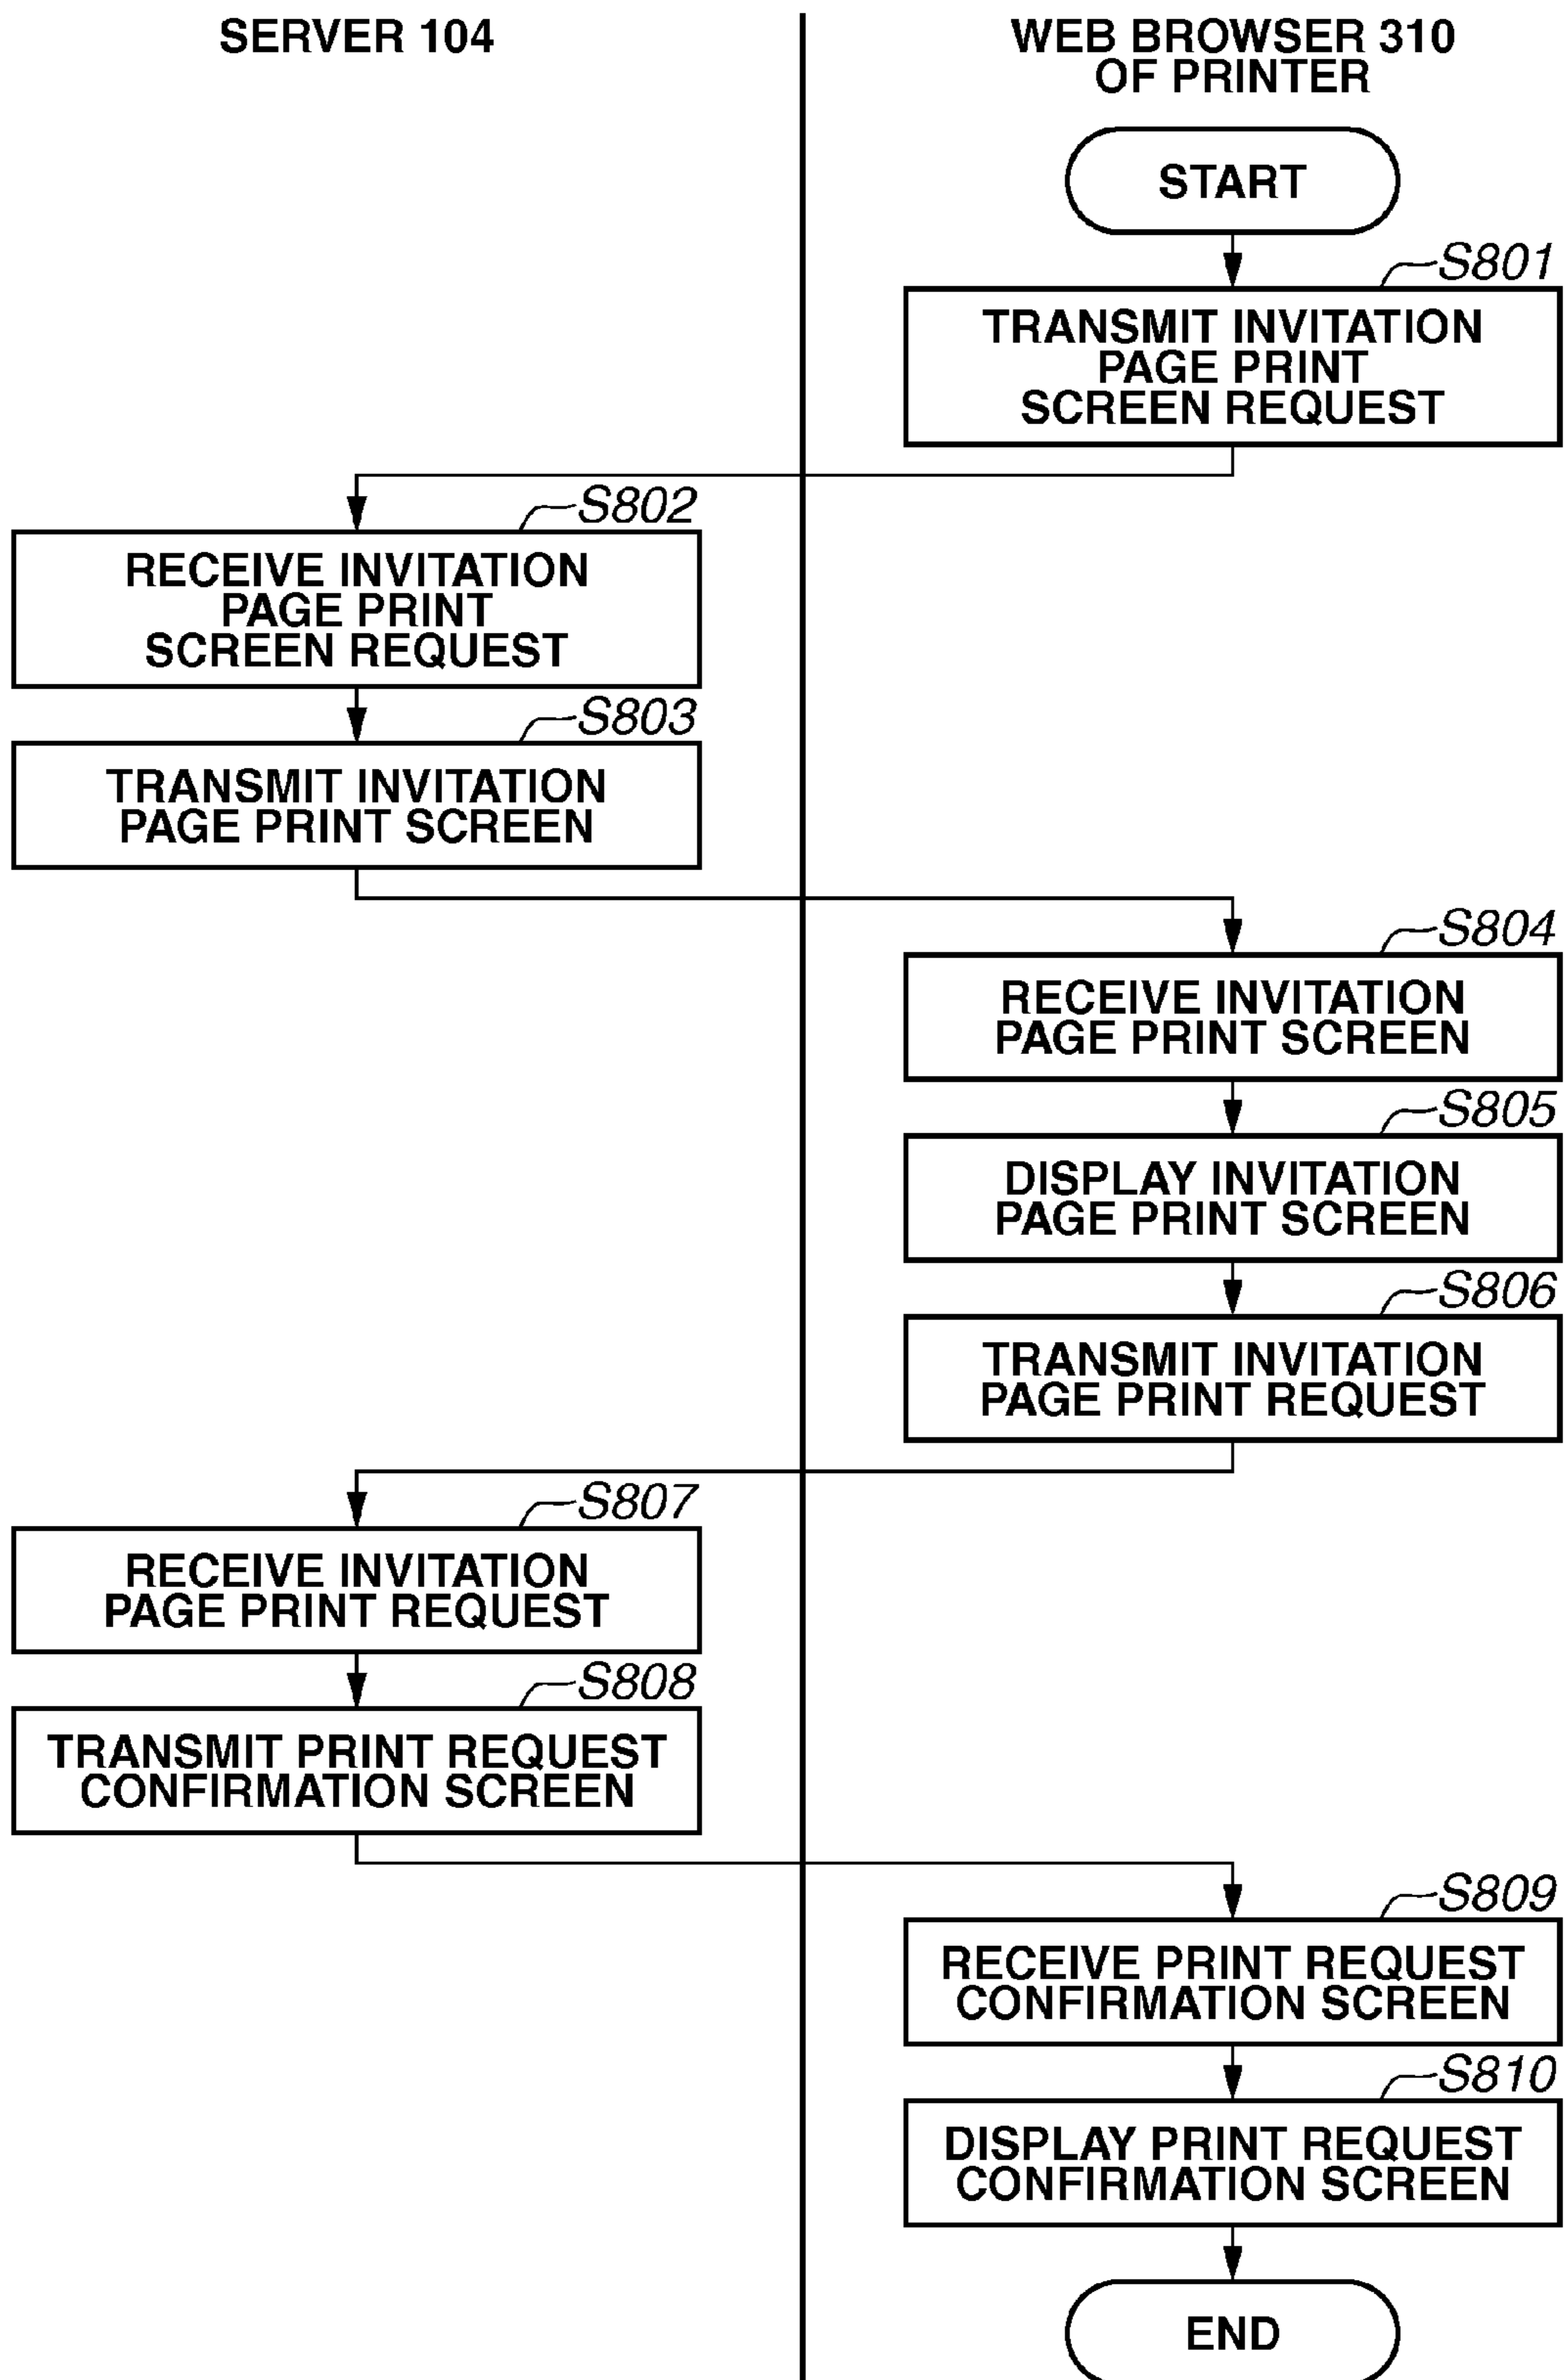 SERVER 104
WEB BROWSER 310
OF PRINTER
START
S801
TRANSMIT INVITATION
PAGE PRINT
SCREEN REQUEST
S802
RECEIVE INVITATION
PAGE PRINT
SCREEN REQUEST
S803
TRANSMIT INVITATION
PAGE PRINT SCREEN
S804
RECEIVE INVITATION
PAGE PRINT SCREEN
S805
DISPLAY INVITATION
PAGE PRINT SCREEN
S806
TRANSMIT INVITATION
PAGE PRINT REQUEST
S807
RECEIVE INVITATION
PAGE PRINT REQUEST
S808
TRANSMIT PRINT REQUEST
CONFIRMATION SCREEN
S809
RECEIVE PRINT REQUEST
CONFIRMATION SCREEN
S810
DISPLAY PRINT REQUEST
CONFIRMATION SCREEN
END